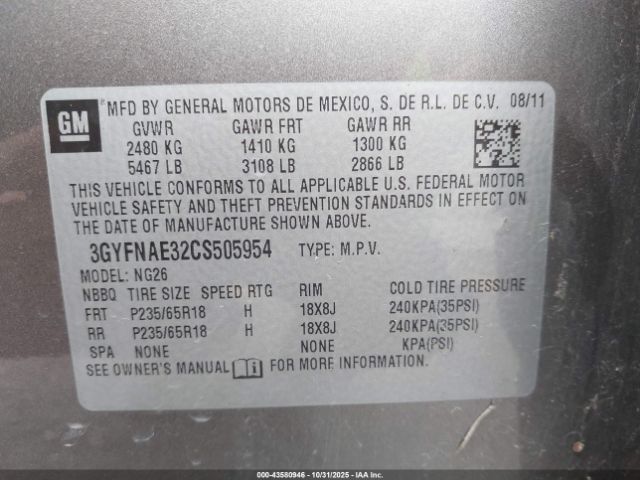 GM
MFD BY GENERAL MOTORS DE MEXICO, S. DE R.L. DE C.V. 08/11
GVWR GAWR FRT GAWR RR
2480 KG 1410 KG 1300 KG
5467 LB 3108 LB 2866 LB
THIS VEHICLE CONFORMS TO ALL APPLICABLE U.S. FEDERAL MOTOR
VEHICLE SAFETY AND THEFT PREVENTION STANDARDS IN EFFECT ON
THE DATE OF MANUFACTURE SHOWN ABOVE.
3GYFNAE32CS505954 TYPE: M.P.V.
MODEL: NG26
NBBQ TIRE SIZE SPEED RTG RIM COLD TIRE PRESSURE
FRT P235/65R18 H 18X8J 240KPA(35PSI)
RR P235/65R18 H 18X8J 240KPA(35PSI)
SPA NONE NONE KPA(PSI)
SEE OWNER'S MANUAL FOR MORE INFORMATION.
000-43580946 - 10/31/2025 - IAA Inc.